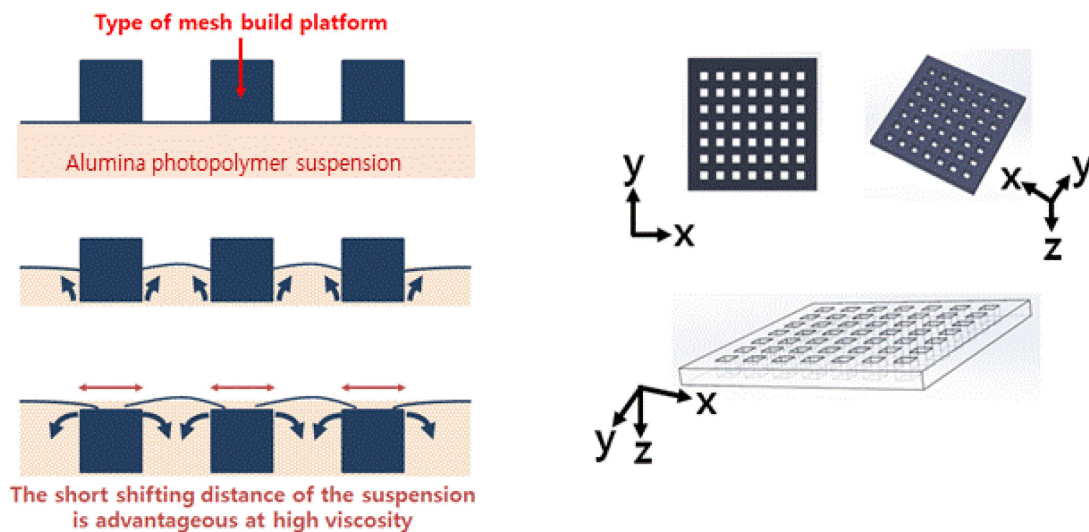 Type of mesh build platform
Alumina photopolymer suspension
The short shifting distance of the suspension
is advantageous at high viscosity
y
x
x
y
z
x
y
z